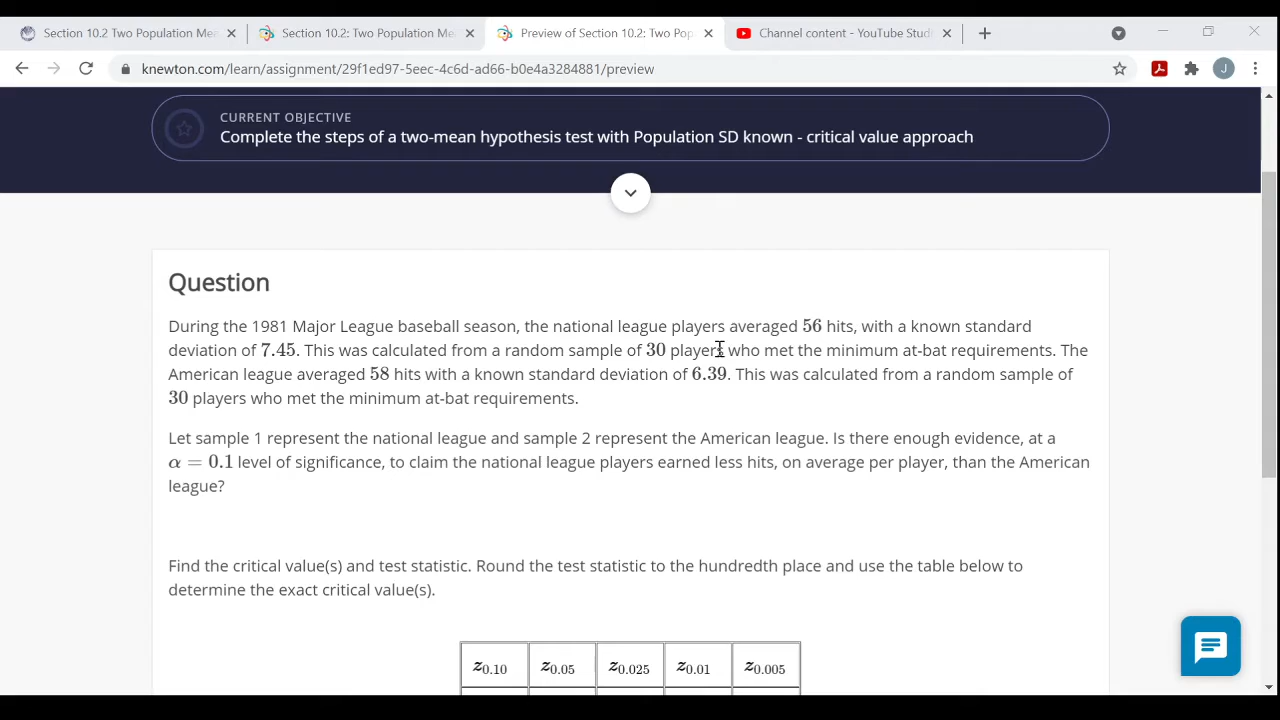 Section 10.2 Two Population Mea
Section 10.2: Two Population Me
Preview of Section 10.2: Two Pop
Channel content - YouTube Studi
knewton.com/learn/assignment/29f1ed97-5eec-4c6d-ad66-b0e4a3284881/preview
J
CURRENT OBJECTIVE
Complete the steps of a two-mean hypothesis test with Population SD known - critical value approach
Question
During the 1981 Major League baseball season, the national league players averaged 56 hits, with a known standard
deviation of 7.45. This was calculated from a random sample of 30 players who met the minimum at-bat requirements. The
American league averaged 58 hits with a known standard deviation of 6.39. This was calculated from a random sample of
30 players who met the minimum at-bat requirements.
Let sample 1 represent the national league and sample 2 represent the American league. Is there enough evidence, at a
α = 0.1 level of significance, to claim the national league players earned less hits, on average per player, than the American
league?
Find the critical value(s) and test statistic. Round the test statistic to the hundredth place and use the table below to
determine the exact critical value(s).
z0.10 z0.05 z0.025 z0.01 z0.005